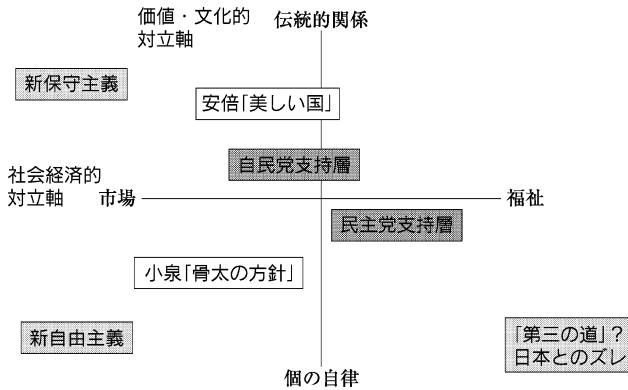 価値・文化的
対立軸
伝統的関係
新保守主義
安倍「美しい国」
自民党支持層
社会経済的
対立軸
市場
福祉
民主党支持層
小泉「骨太の方針」
新自由主義
「第三の道」？
日本とのズレ
個の自律